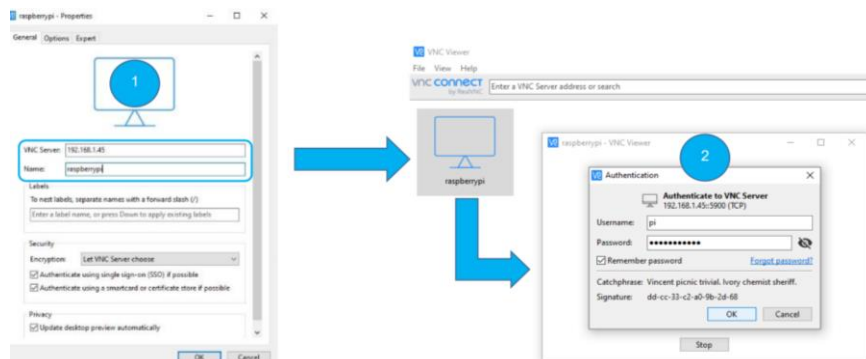 raspberrypi - Properties
General Options Expert
1
VNC Server: 192.168.1.45
Name: raspberrypi
Labels
To nest labels, separate names with a forward slash (/)
Enter a label name, or press Down to apply existing labels
Security
Encryption: Let VNC Server choose
Authenticate using single sign-on (SSO) if possible
Authenticate using a smartcard or certificate store if possible
Privacy
Update desktop preview automatically
OK Cancel
VNC Viewer
File View Help
vnc connect
by RealVNC
Enter a VNC Server address or search
raspberrypi
raspberrypi - VNC Viewer
2
Authentication
Authenticate to VNC Server
192.168.1.45::5900 (TCP)
Username: pi
Password:
Remember password Forgot password?
Catchphrase: Vincent picnic trivial. Ivory chemist sheriff.
Signature: dd-cc-33-c2-a0-9b-2d-68
OK Cancel
Stop